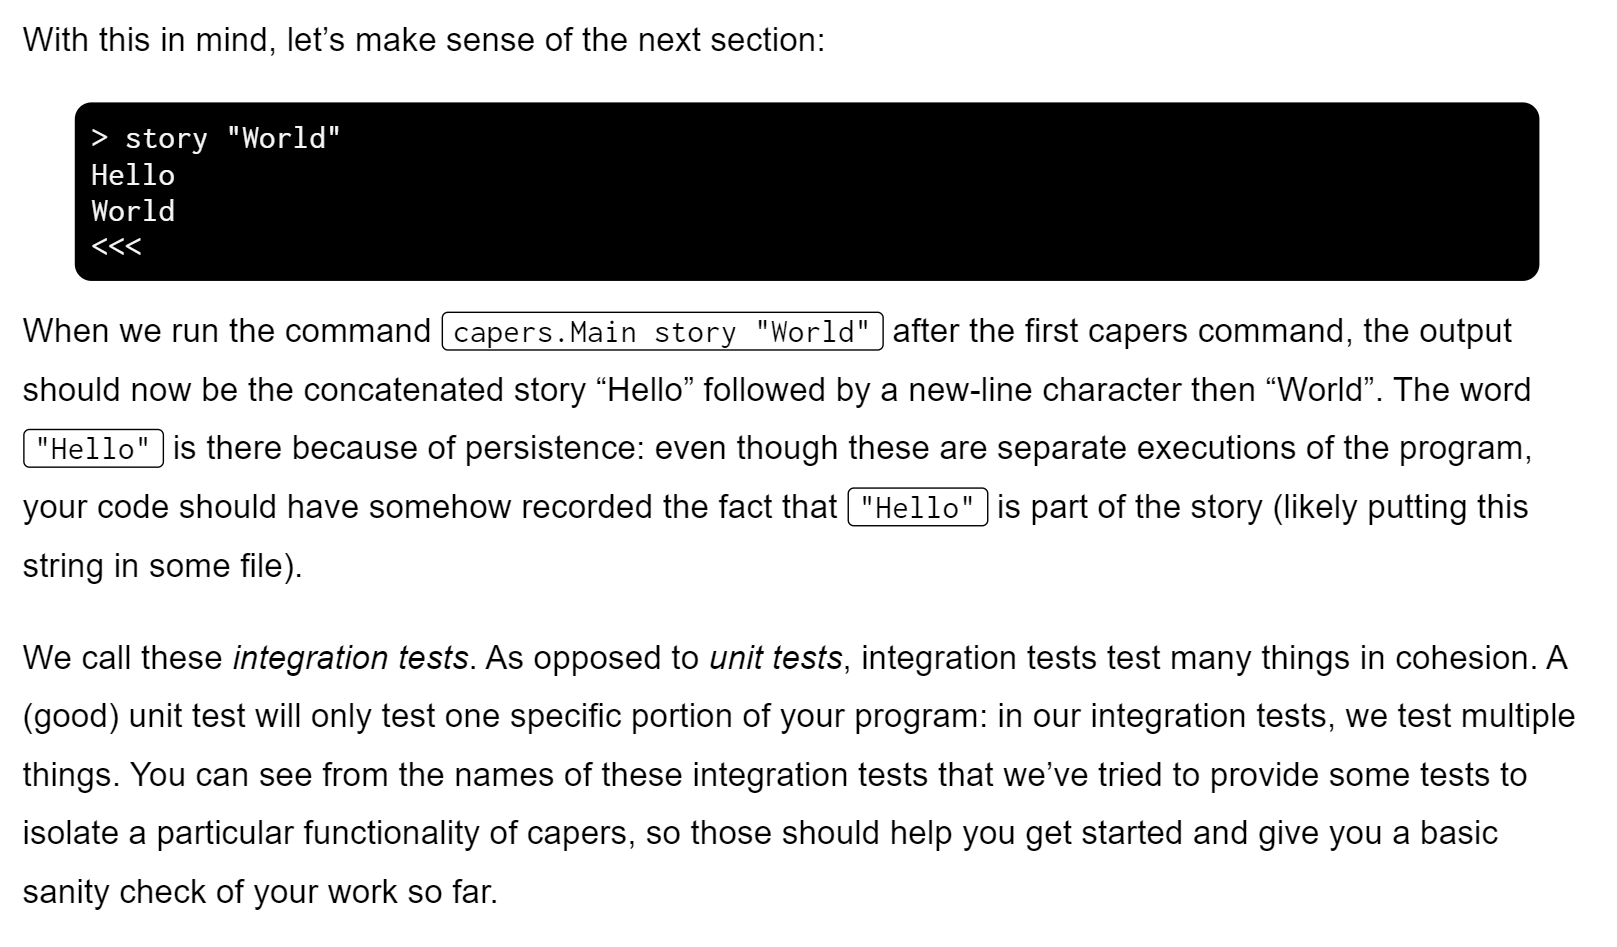 With this in mind, let’s make sense of the next section:
> story "World"
Hello
World
<<<
When we run the command capers.Main story "World" after the first capers command, the output
should now be the concatenated story “Hello” followed by a new-line character then “World”. The word
"Hello" is there because of persistence: even though these are separate executions of the program,
your code should have somehow recorded the fact that "Hello" is part of the story (likely putting this
string in some file).
We call these integration tests. As opposed to unit tests, integration tests test many things in cohesion. A
(good) unit test will only test one specific portion of your program: in our integration tests, we test multiple
things. You can see from the names of these integration tests that we’ve tried to provide some tests to
isolate a particular functionality of capers, so those should help you get started and give you a basic
sanity check of your work so far.